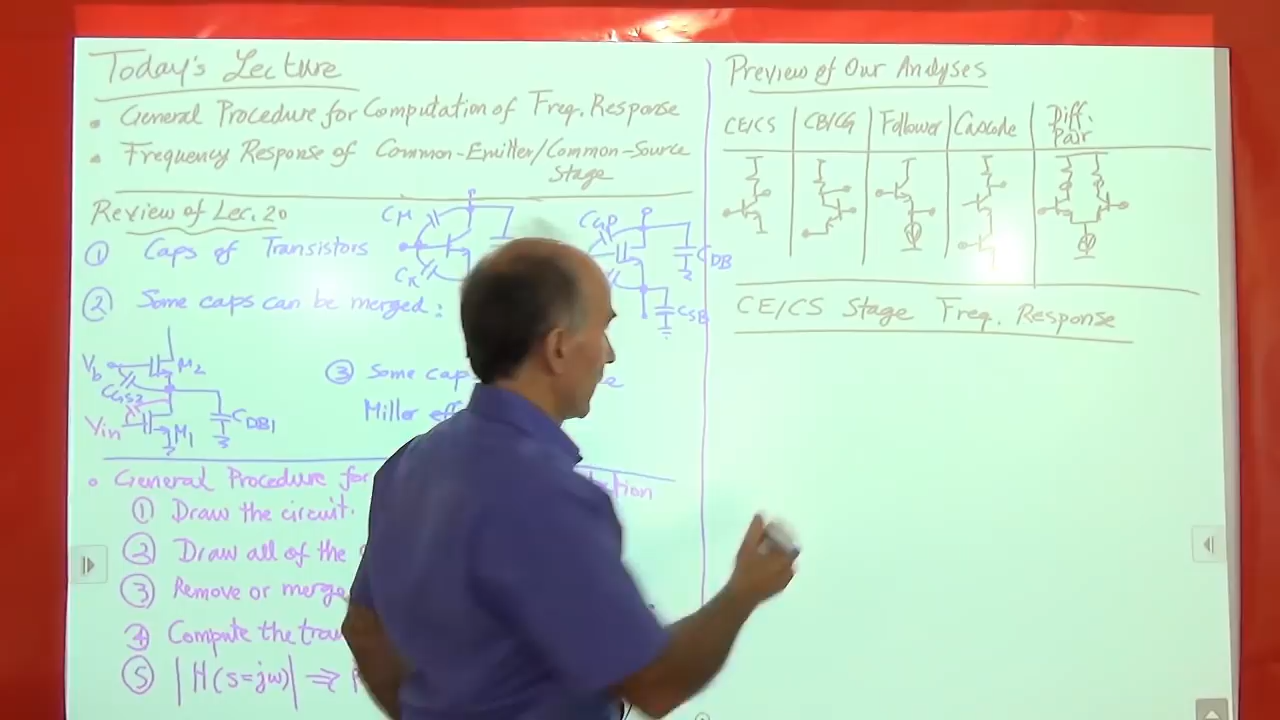 Today's Lecture
• General Procedure for Computation of Freq. Response
• Frequency Response of Common-Emitter/Common-Source
Stage
Review of Lec. 20
① Caps of Transistors
Cμ
Cπ
CDB
CSB
② Some caps can be merged:
Vb
M2
CGS2
Vin
M1
CDB1
③ Some
Miller
• General Procedure for
① Draw the circuit.
② Draw all of the
③ Remove or merge
④ Compute the
⑤ |H(s=jω)| ⇒
Preview of Our Analyses
CE/CS CB/CG Follower Cascode Diff. Pair
CE/CS Stage Freq. Response